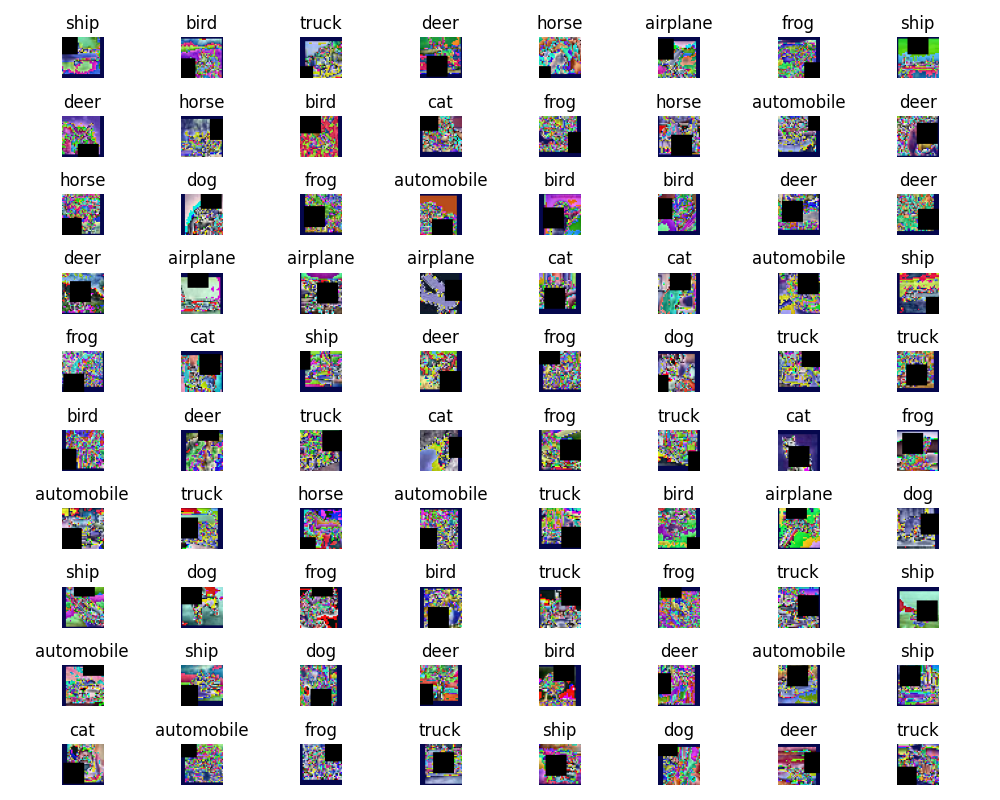 ship bird truck deer horse airplane frog ship
deer horse bird cat frog horse automobile deer
horse dog frog automobile bird bird deer deer
deer airplane airplane airplane cat cat automobile ship
frog cat ship deer frog dog truck truck
bird deer truck cat frog truck cat frog
automobile truck horse automobile truck bird airplane dog
ship dog frog bird truck frog truck ship
automobile ship dog deer bird deer automobile ship
cat automobile frog truck ship dog deer truck